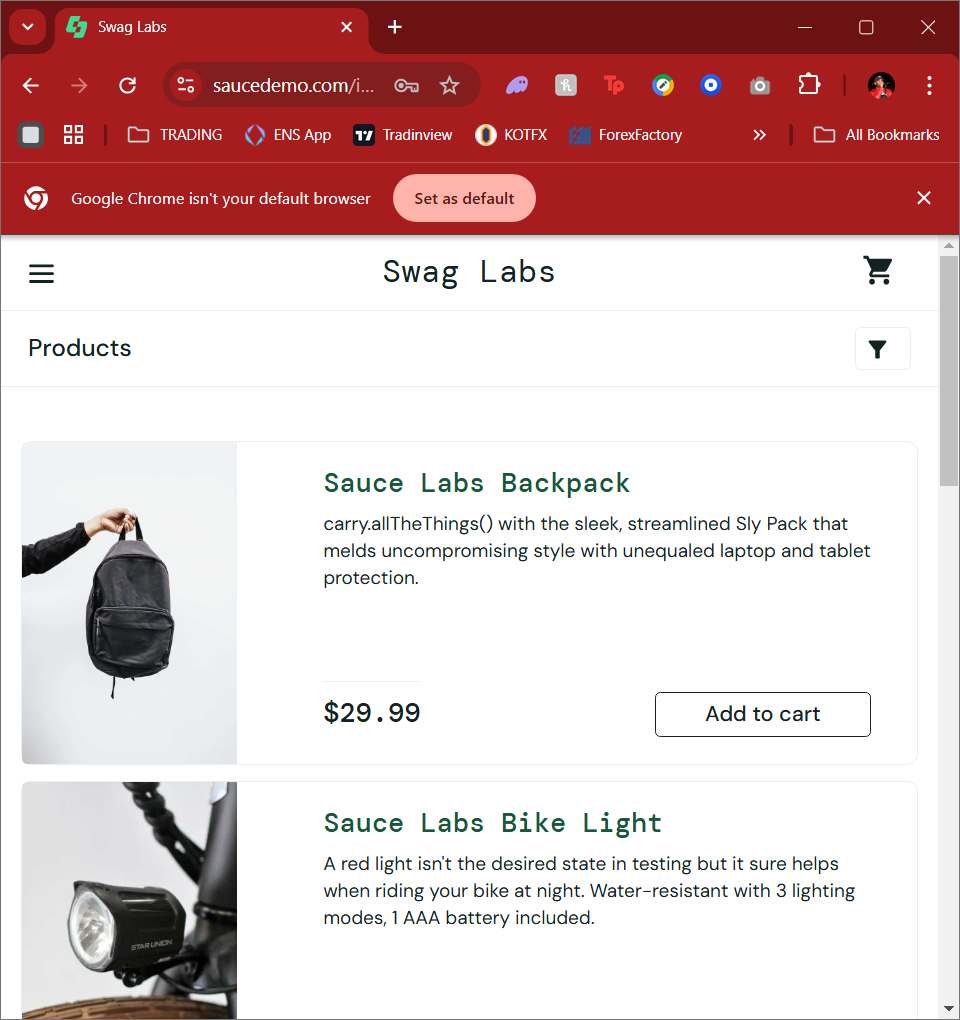 Swag Labs
saucedemo.com/i...
TRADING
ENS App
Tradinview
KOTFX
ForexFactory
All Bookmarks
Google Chrome isn't your default browser
Set as default
Swag Labs
Products
Sauce Labs Backpack
carry.allTheThings() with the sleek, streamlined Sly Pack that
melds uncompromising style with unequaled laptop and tablet
protection.
$29.99
Add to cart
Sauce Labs Bike Light
A red light isn't the desired state in testing but it sure helps
when riding your bike at night. Water-resistant with 3 lighting
modes, 1 AAA battery included.
STAR UNION